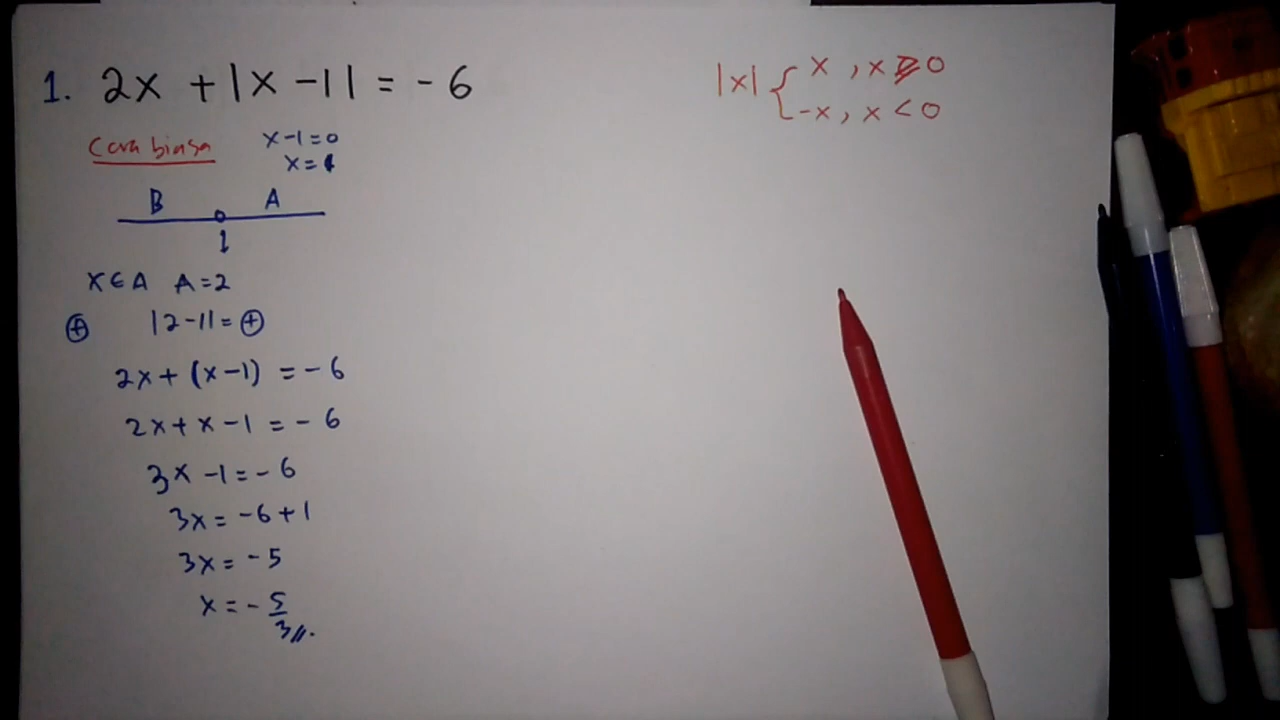 1. 2x + |x - 1| = - 6
|x| { x , x ≥ 0
-x , x < 0
Cara biasa
x - 1 = 0
x = 1
B A
1
x ∈ A A = 2
⊕ |2 - 1| = ⊕
2x + (x - 1) = - 6
2x + x - 1 = - 6
3x - 1 = - 6
3x = - 6 + 1
3x = - 5
x = - 5/3 //.